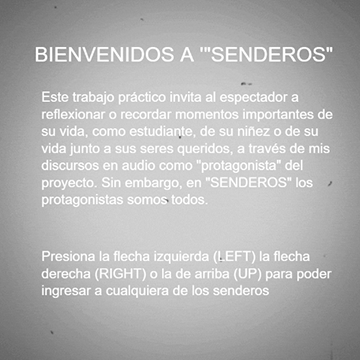 BIENVENIDOS A '"SENDEROS"
Este trabajo práctico invita al espectador a
reflexionar o recordar momentos importantes de
su vida, como estudiante, de su niñez o de su
vida junto a sus seres queridos, a través de mis
discursos en audio como "protagonista" del
proyecto. Sin embargo, en "SENDEROS" los
protagonistas somos todos.
Presiona la flecha izquierda (LEFT) la flecha
derecha (RIGHT) o la de arriba (UP) para poder
ingresar a cualquiera de los senderos